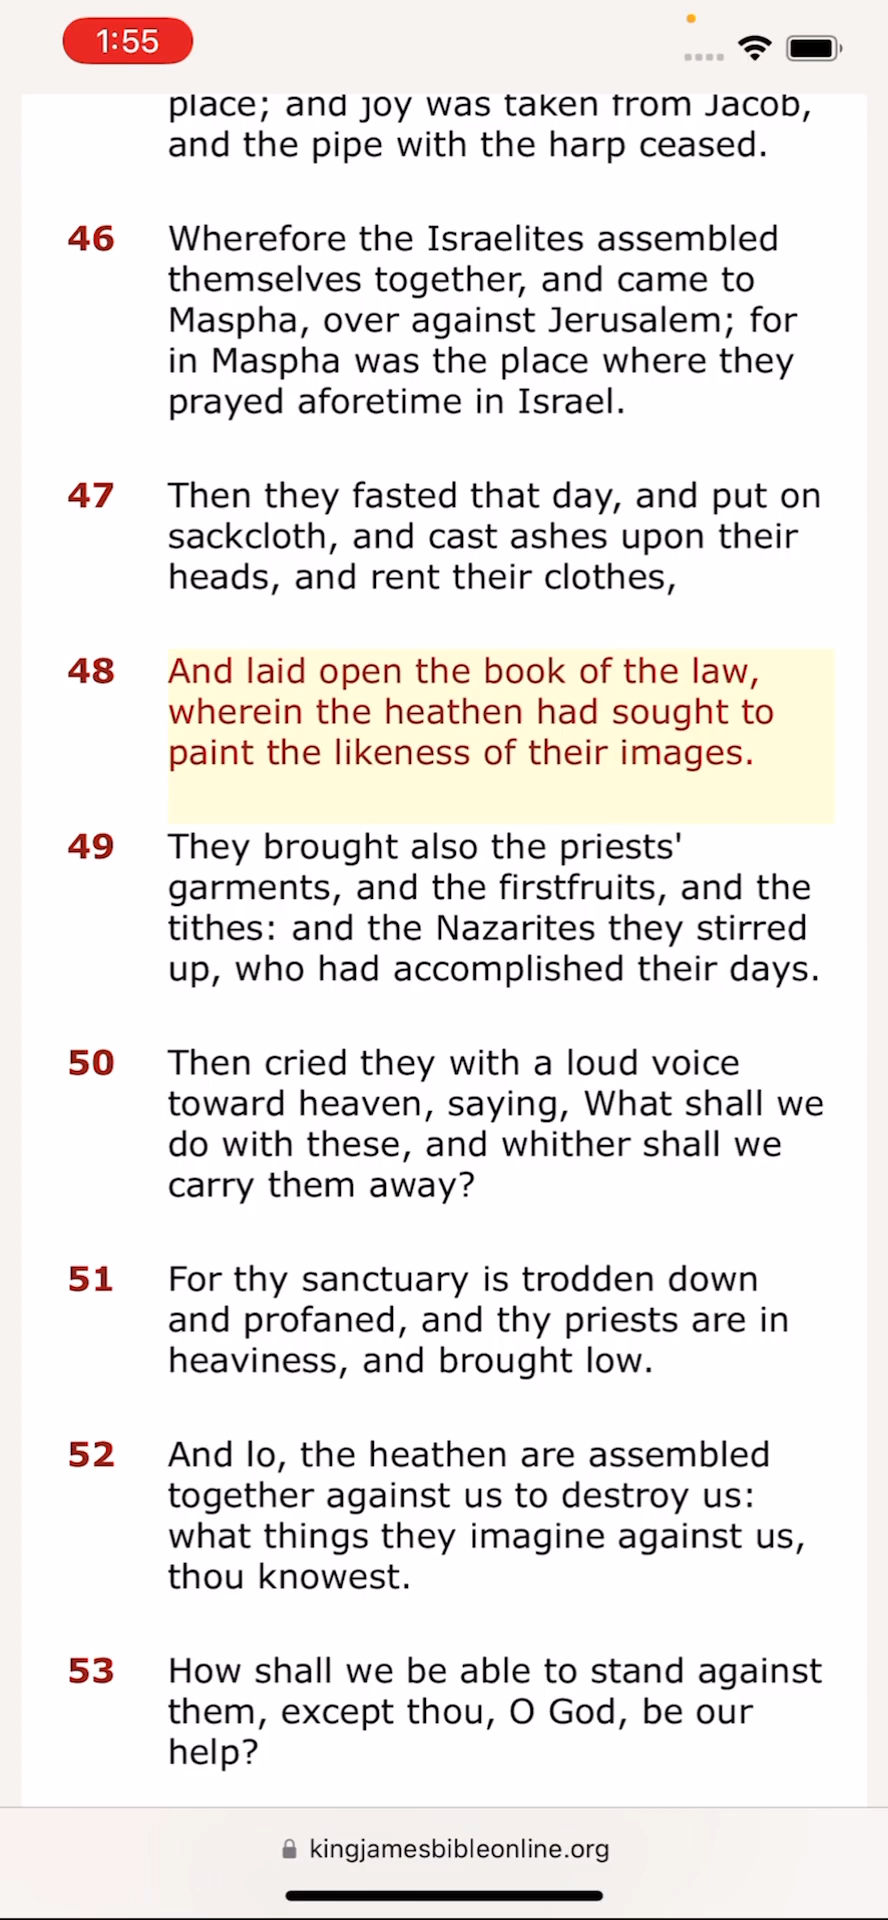 1:55
place; and joy was taken from Jacob,
and the pipe with the harp ceased.
46 Wherefore the Israelites assembled
themselves together, and came to
Maspha, over against Jerusalem; for
in Maspha was the place where they
prayed aforetime in Israel.
47 Then they fasted that day, and put on
sackcloth, and cast ashes upon their
heads, and rent their clothes,
48 And laid open the book of the law,
wherein the heathen had sought to
paint the likeness of their images.
49 They brought also the priests'
garments, and the firstfruits, and the
tithes: and the Nazarites they stirred
up, who had accomplished their days.
50 Then cried they with a loud voice
toward heaven, saying, What shall we
do with these, and whither shall we
carry them away?
51 For thy sanctuary is trodden down
and profaned, and thy priests are in
heaviness, and brought low.
52 And lo, the heathen are assembled
together against us to destroy us:
what things they imagine against us,
thou knowest.
53 How shall we be able to stand against
them, except thou, O God, be our
help?
kingjamesbibleonline.org